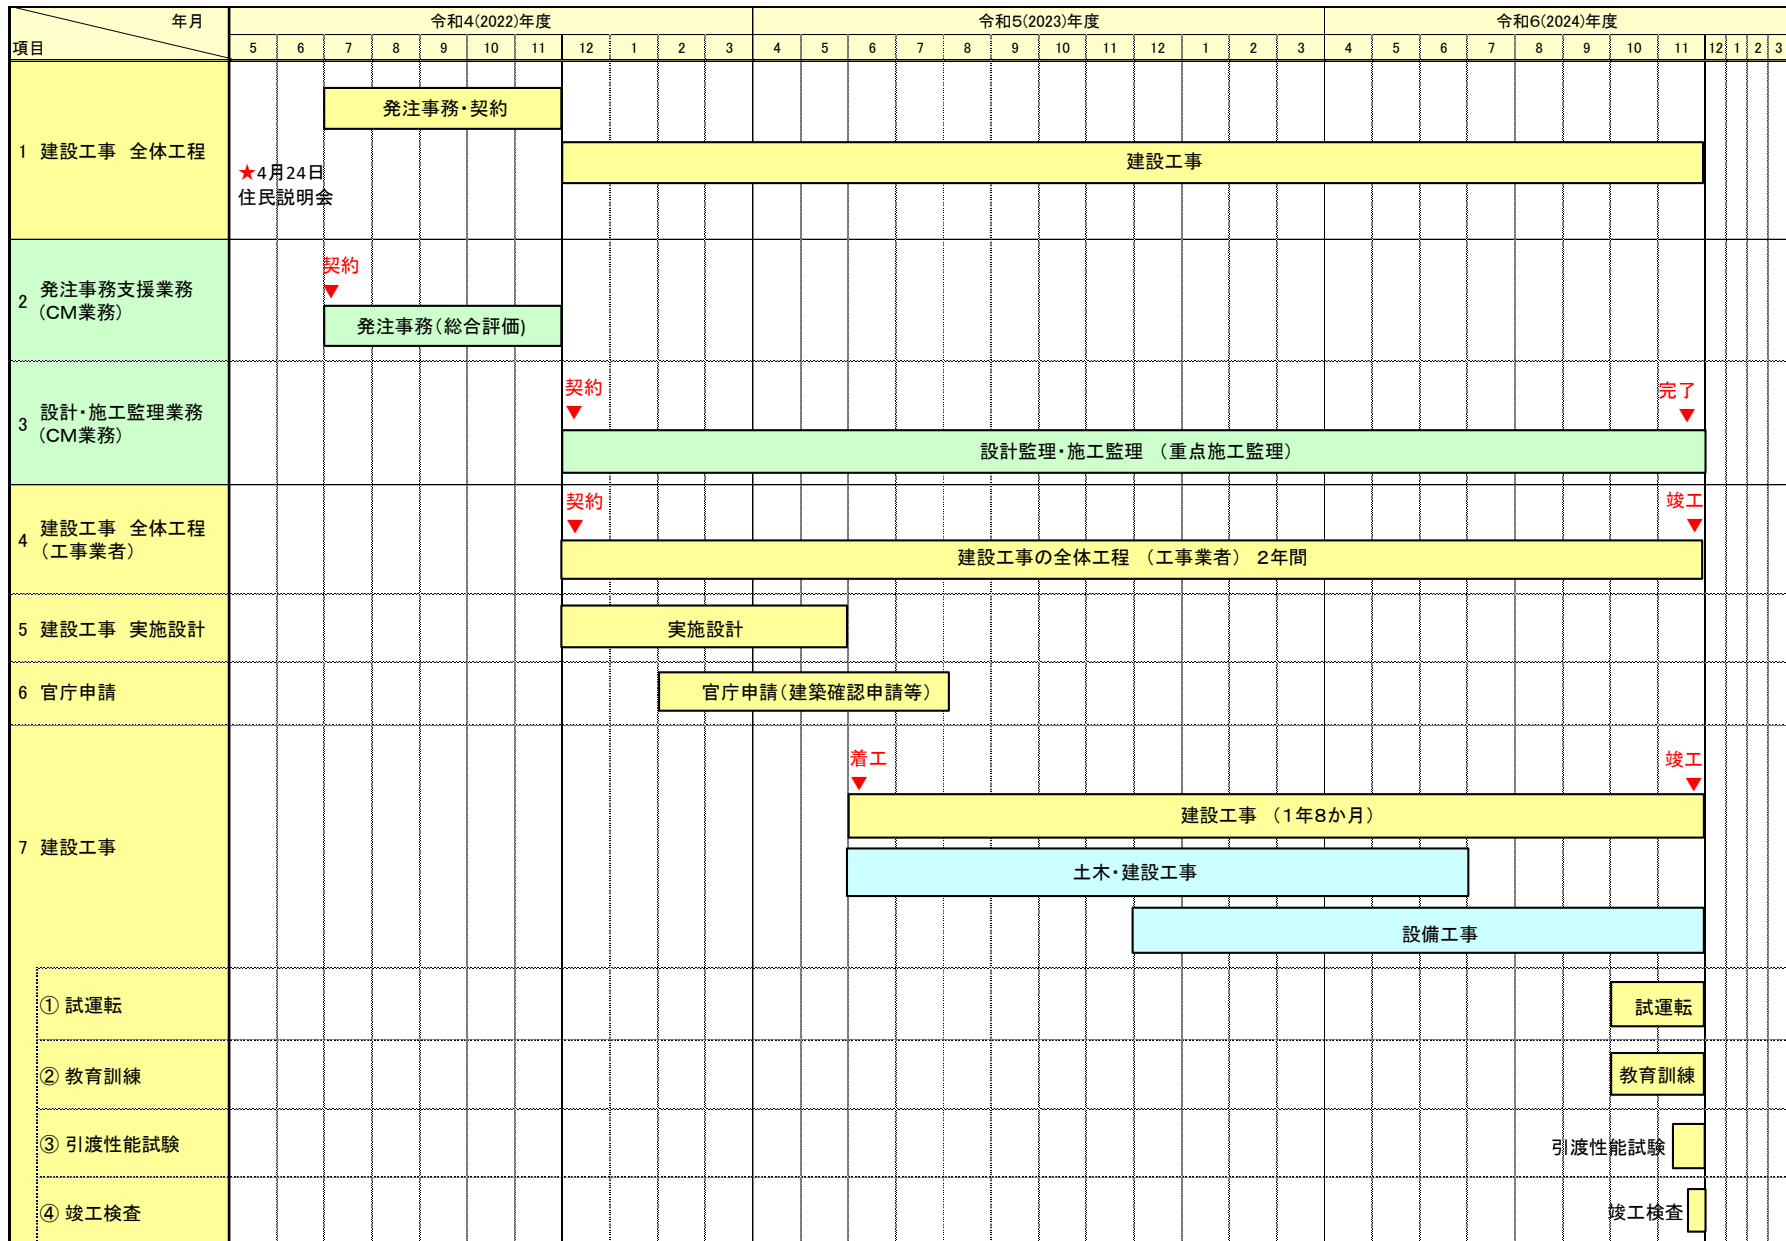 年月
項目
令和4(2022)年度 令和5(2023)年度 令和6(2024)年度
5 6 7 8 9 10 11 12 1 2 3 4 5 6 7 8 9 10 11 12 1 2 3 4 5 6 7 8 9 10 11 12 1 2 3
1 建設工事 全体工程
発注事務・契約
建設工事
★4月24日
住民説明会
2 発注事務支援業務
(CM業務)
契約
▼
発注事務(総合評価)
3 設計・施工監理業務
(CM業務)
契約 完了
▼ ▼
設計監理・施工監理 (重点施工監理)
4 建設工事 全体工程
(工事業者)
契約 竣工
▼ ▼
建設工事の全体工程 (工事業者) 2年間
5 建設工事 実施設計
実施設計
6 官庁申請
官庁申請(建築確認申請等)
7 建設工事
着工 竣工
▼ ▼
建設工事 (1年8か月)
土木・建設工事
設備工事
① 試運転
試運転
② 教育訓練
教育訓練
③ 引渡性能試験
引渡性能試験
④ 竣工検査
竣工検査